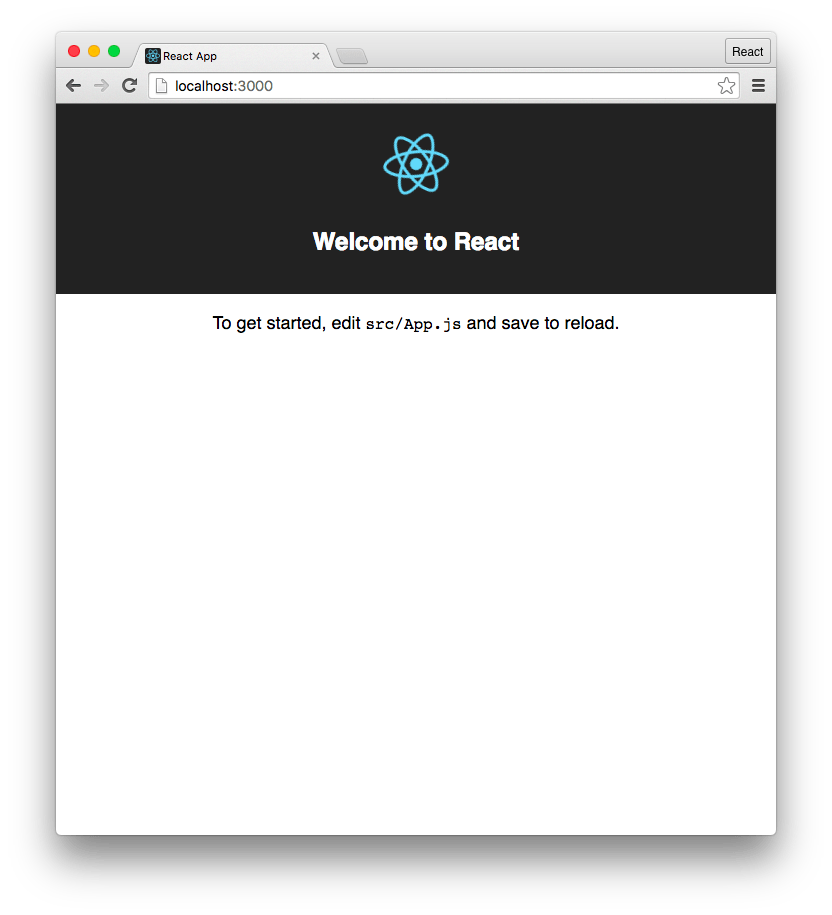 React App
React
localhost:3000
Welcome to React
To get started, edit src/App.js and save to reload.